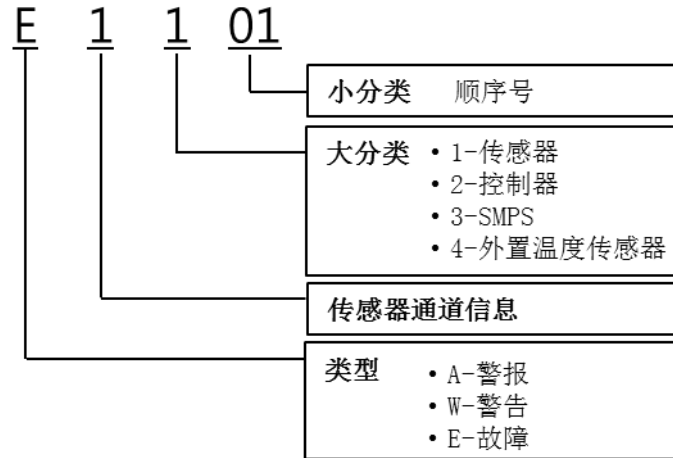 E 1 1 01
小分类 顺序号
大分类 • 1-传感器
• 2-控制器
• 3-SMPS
• 4-外置温度传感器
传感器通道信息
类型 • A-警报
• W-警告
• E-故障